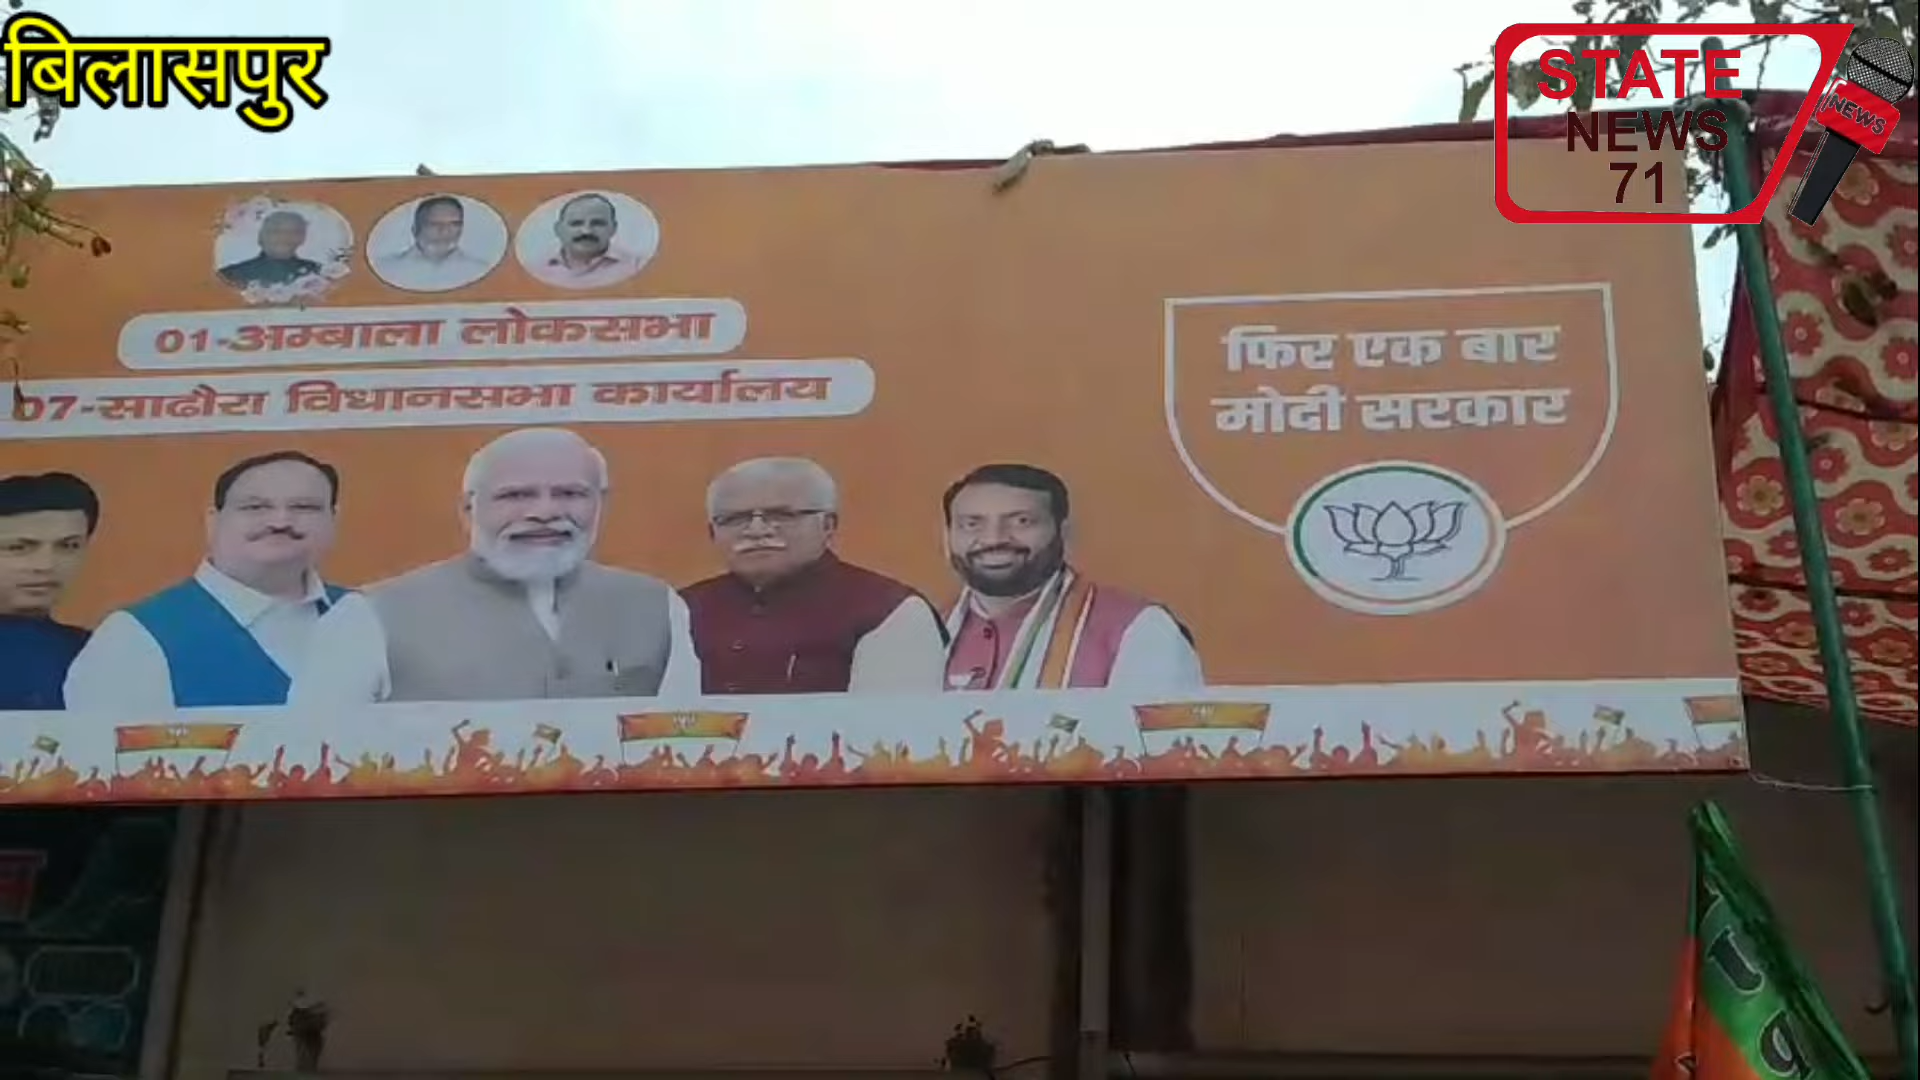 बिलासपुर
STATE
NEWS
71
NEWS
01-अम्बाला लोकसभा
07-साढौरा विधानसभा कार्यालय
फिर एक बार
मोदी सरकार